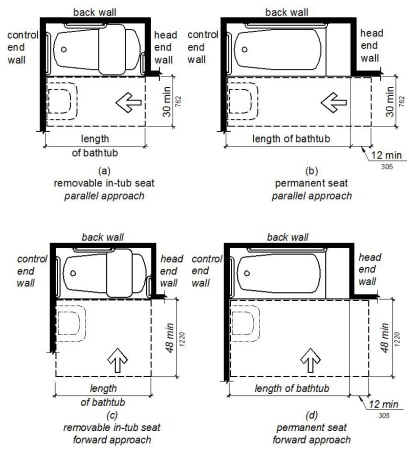 back wall
control
end
wall
head
end
wall
30 min
762
length
of bathtub
(a)
removable in-tub seat
parallel approach
back wall
control
end
wall
head
end
wall
30 min
762
length of bathtub
12 min
305
(b)
permanent seat
parallel approach
back wall
control
end
wall
head
end
wall
48 min
1220
length
of bathtub
(c)
removable in-tub seat
forward approach
back wall
control
end
wall
head
end
wall
48 min
1220
length of bathtub
12 min
305
(d)
permanent seat
forward approach